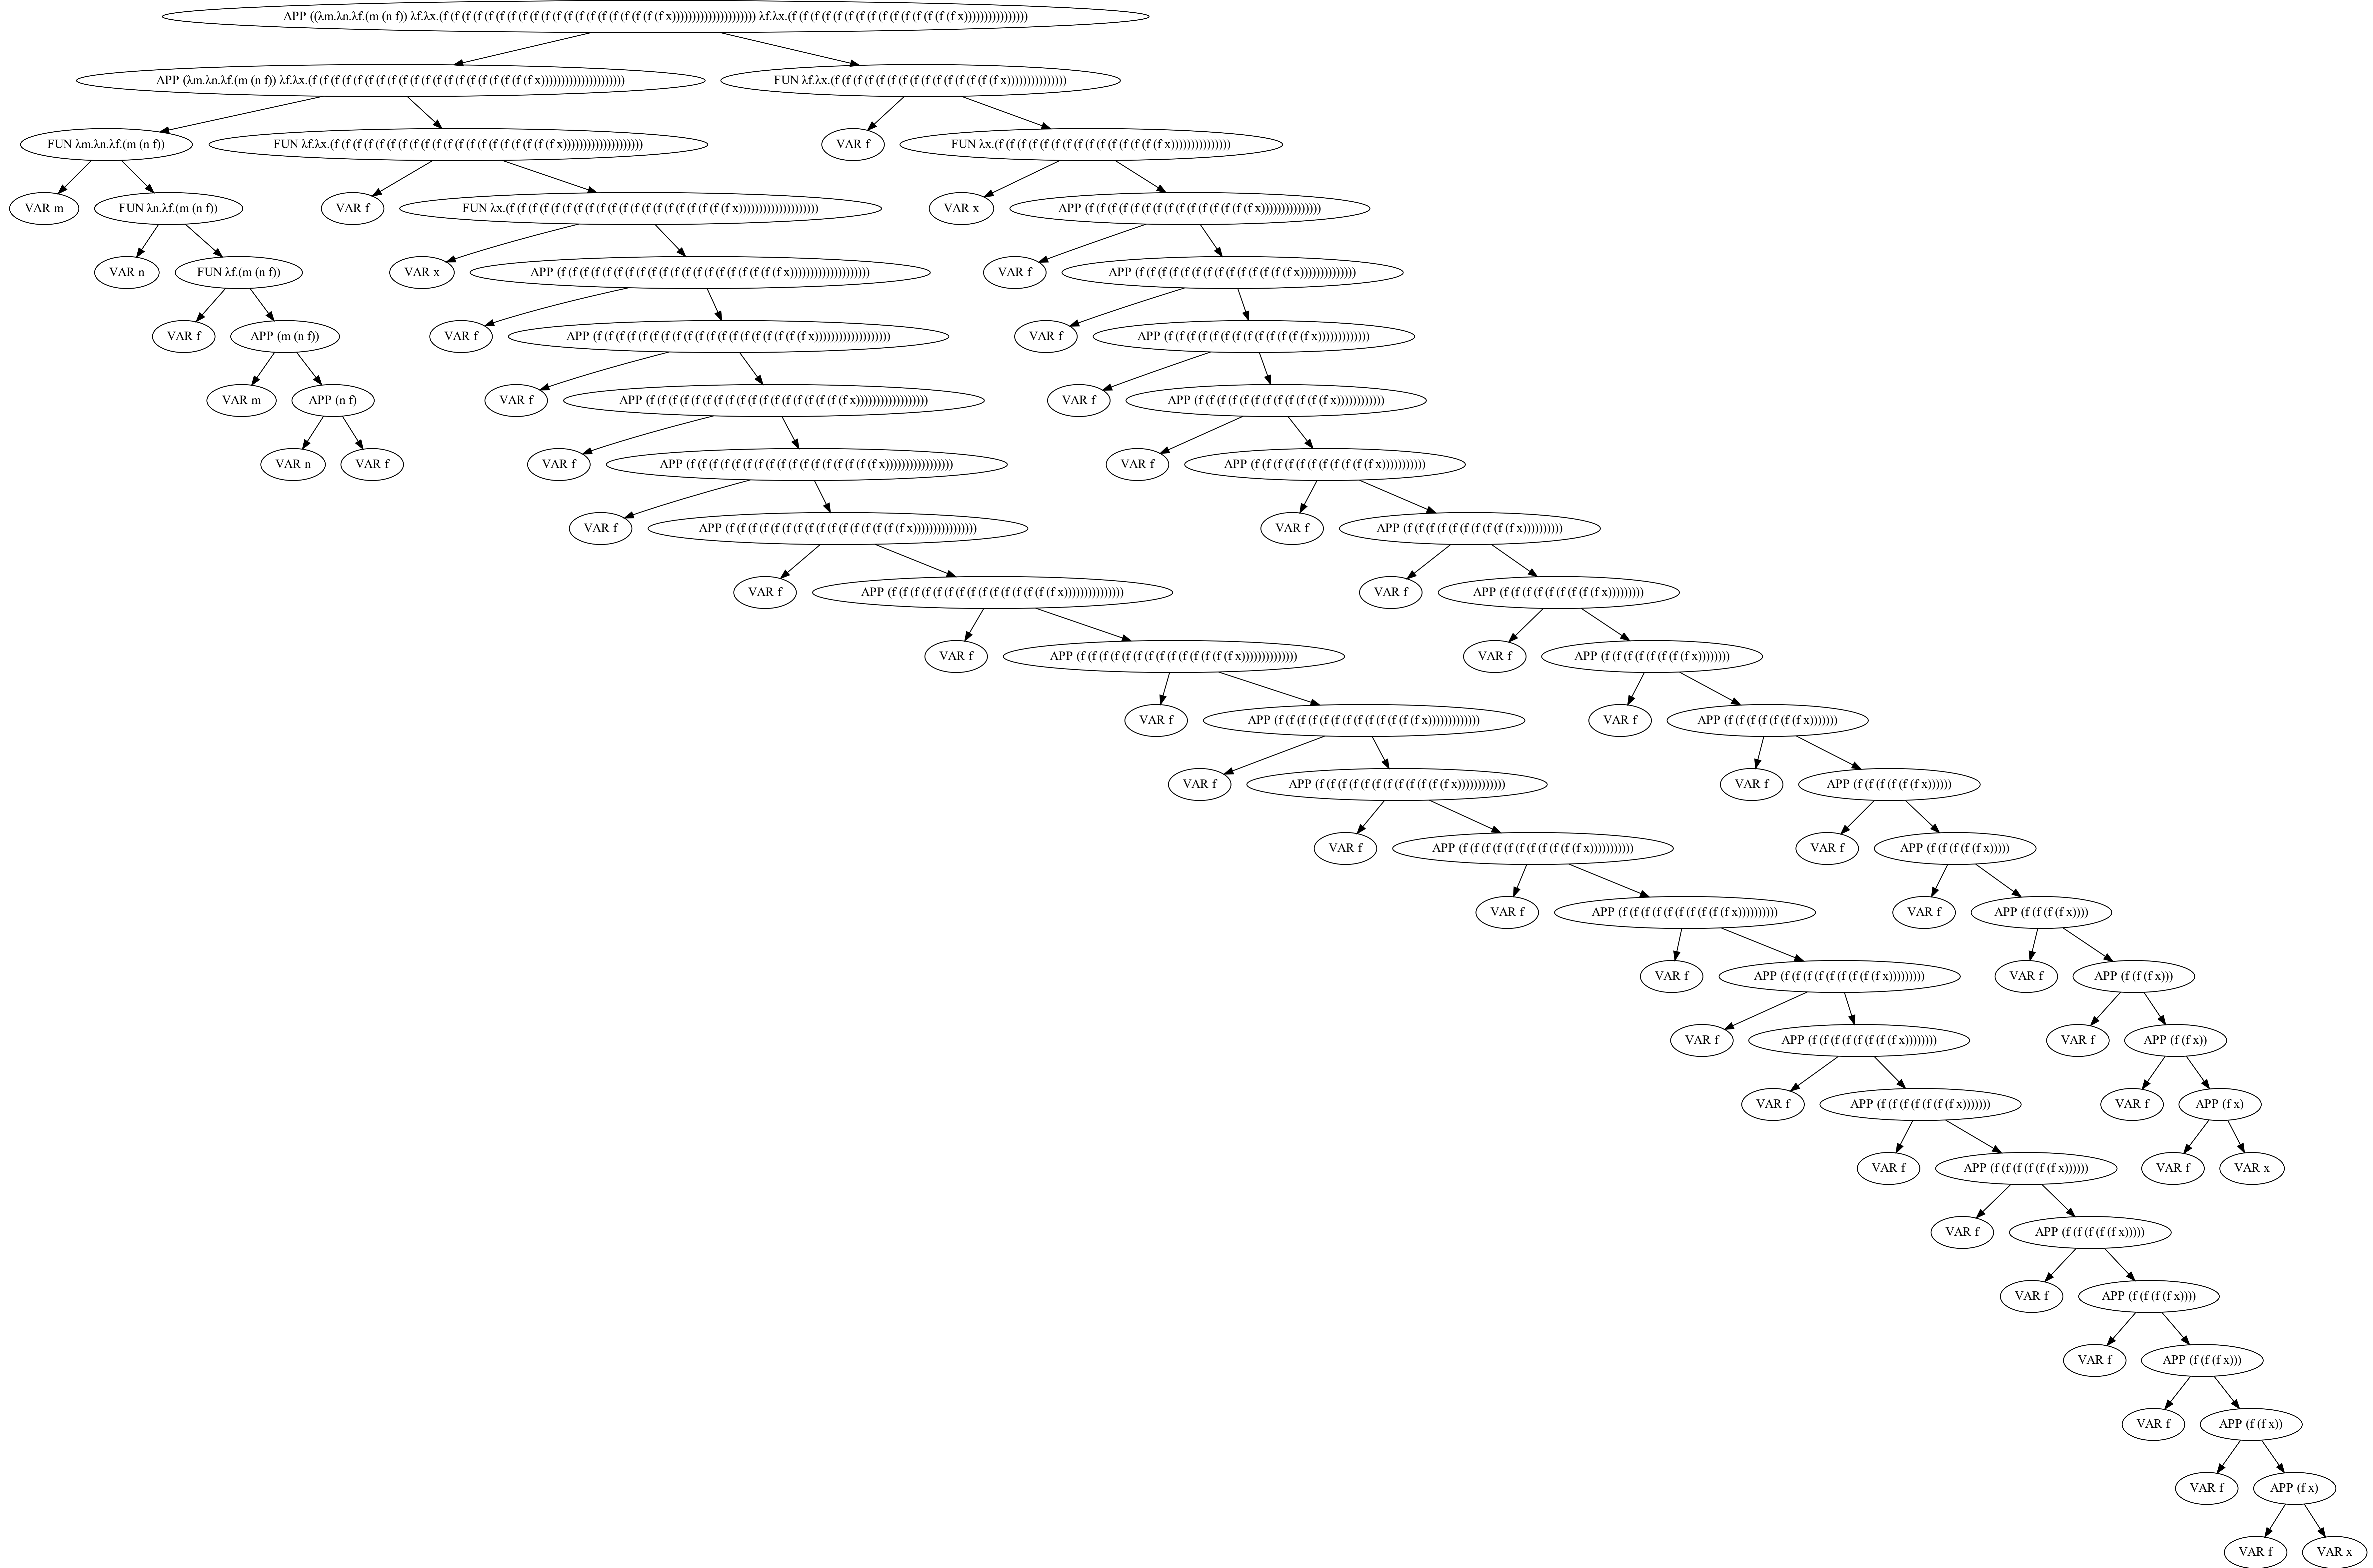 APP ((λm.λn.λf.(m (n f)) λf.λx.(f (f (f (f (f (f (f (f (f (f (f (f (f (f (f (f (f (f (f (f x))))))))))))))))))))) λf.λx.(f (f (f (f (f (f (f (f (f (f (f (f (f (f (f x))))))))))))))))
APP (λm.λn.λf.(m (n f)) λf.λx.(f (f (f (f (f (f (f (f (f (f (f (f (f (f (f (f (f (f (f (f x)))))))))))))))))))))
FUN λf.λx.(f (f (f (f (f (f (f (f (f (f (f (f (f (f (f x)))))))))))))))
FUN λm.λn.λf.(m (n f))
FUN λf.λx.(f (f (f (f (f (f (f (f (f (f (f (f (f (f (f (f (f (f (f (f x))))))))))))))))))))
VAR f
FUN λx.(f (f (f (f (f (f (f (f (f (f (f (f (f (f (f x)))))))))))))))
VAR m
FUN λn.λf.(m (n f))
VAR f
FUN λx.(f (f (f (f (f (f (f (f (f (f (f (f (f (f (f (f (f (f (f (f x))))))))))))))))))))
VAR x
APP (f (f (f (f (f (f (f (f (f (f (f (f (f (f (f x)))))))))))))))
VAR n
FUN λf.(m (n f))
VAR x
APP (f (f (f (f (f (f (f (f (f (f (f (f (f (f (f (f (f (f (f (f x))))))))))))))))))))
VAR f
APP (f (f (f (f (f (f (f (f (f (f (f (f (f (f x))))))))))))))
VAR f
APP (m (n f))
VAR f
APP (f (f (f (f (f (f (f (f (f (f (f (f (f (f (f (f (f (f (f x)))))))))))))))))))
VAR f
APP (f (f (f (f (f (f (f (f (f (f (f (f (f x)))))))))))))
VAR m
APP (n f)
VAR f
APP (f (f (f (f (f (f (f (f (f (f (f (f (f (f (f (f (f (f x))))))))))))))))))
VAR f
APP (f (f (f (f (f (f (f (f (f (f (f (f x))))))))))))
VAR n
VAR f
VAR f
APP (f (f (f (f (f (f (f (f (f (f (f (f (f (f (f (f (f x)))))))))))))))))
VAR f
APP (f (f (f (f (f (f (f (f (f (f (f x)))))))))))
VAR f
APP (f (f (f (f (f (f (f (f (f (f (f (f (f (f (f (f x))))))))))))))))
VAR f
APP (f (f (f (f (f (f (f (f (f (f x))))))))))
VAR f
APP (f (f (f (f (f (f (f (f (f (f (f (f (f (f (f x)))))))))))))))
VAR f
APP (f (f (f (f (f (f (f (f (f x)))))))))
VAR f
APP (f (f (f (f (f (f (f (f (f (f (f (f (f (f x))))))))))))))
VAR f
APP (f (f (f (f (f (f (f (f x))))))))
VAR f
APP (f (f (f (f (f (f (f (f (f (f (f (f (f x)))))))))))))
VAR f
APP (f (f (f (f (f (f (f x)))))))
VAR f
APP (f (f (f (f (f (f (f (f (f (f (f (f x))))))))))))
VAR f
APP (f (f (f (f (f (f x))))))
VAR f
APP (f (f (f (f (f (f (f (f (f (f (f x)))))))))))
VAR f
APP (f (f (f (f (f x)))))
VAR f
APP (f (f (f (f (f (f (f (f (f (f x))))))))))
VAR f
APP (f (f (f (f x))))
VAR f
APP (f (f (f (f (f (f (f (f (f x)))))))))
VAR f
APP (f (f (f x)))
VAR f
APP (f (f (f (f (f (f (f (f x))))))))
VAR f
APP (f (f x))
VAR f
APP (f (f (f (f (f (f (f x)))))))
VAR f
APP (f x)
VAR f
APP (f (f (f (f (f (f x))))))
VAR f
VAR x
VAR f
APP (f (f (f (f (f x)))))
VAR f
APP (f (f (f (f x))))
VAR f
APP (f (f (f x)))
VAR f
APP (f (f x))
VAR f
APP (f x)
VAR f
VAR x